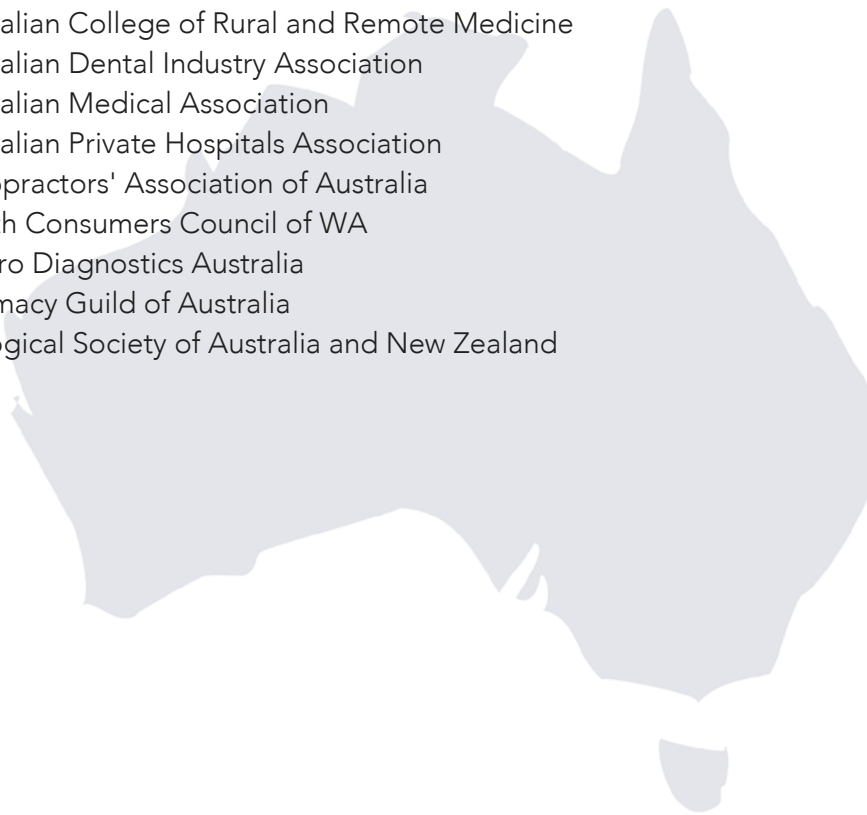 alian College of Rural and Remote Medicine
alian Dental Industry Association
alian Medical Association
alian Private Hospitals Association
opractors' Association of Australia
th Consumers Council of WA
ro Diagnostics Australia
macy Guild of Australia
ogical Society of Australia and New Zealand